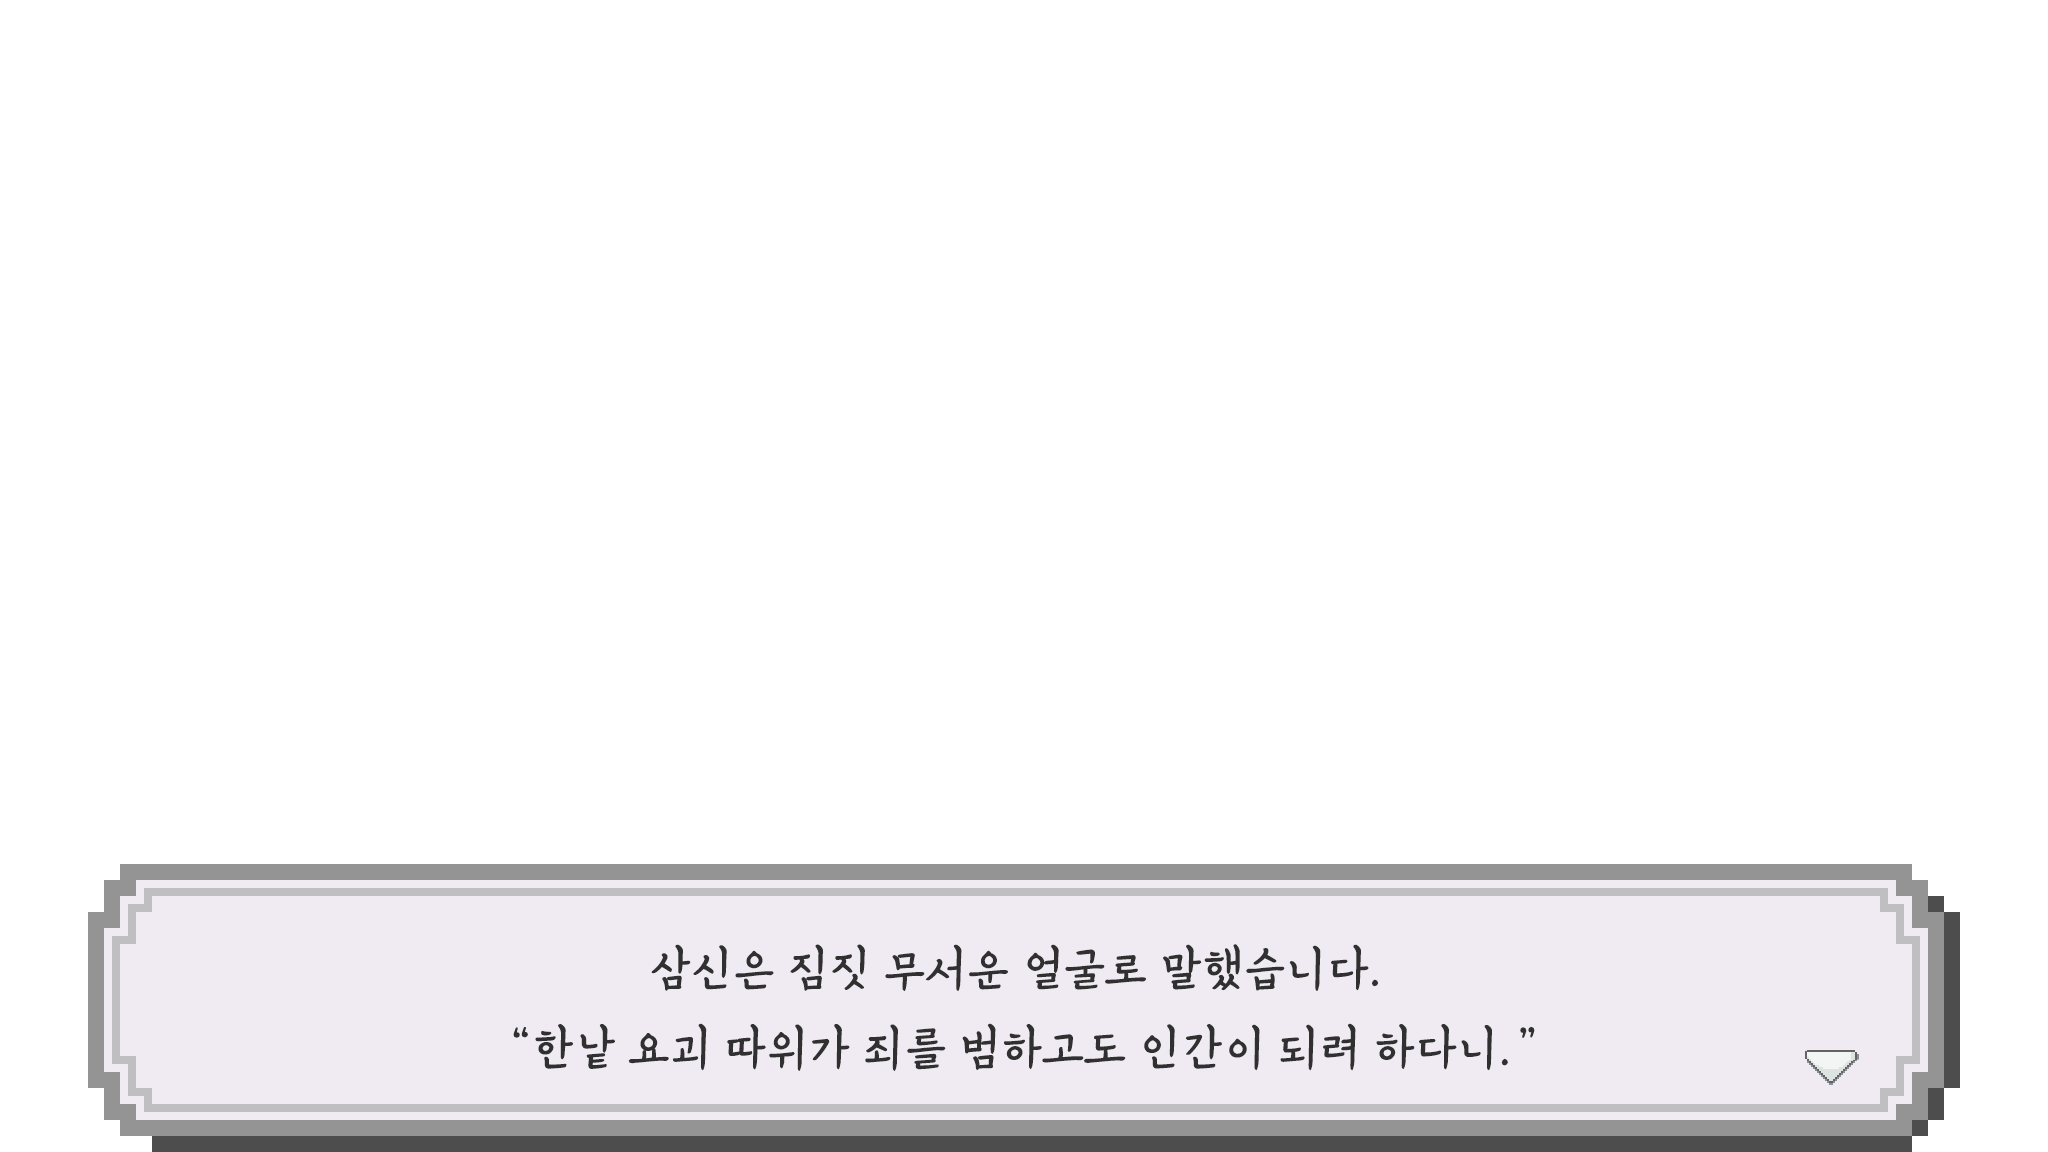 삼신은 짐짓 무서운 얼굴로 말했습니다.
“한낱 요괴 따위가 죄를 범하고도 인간이 되려 하다니.”